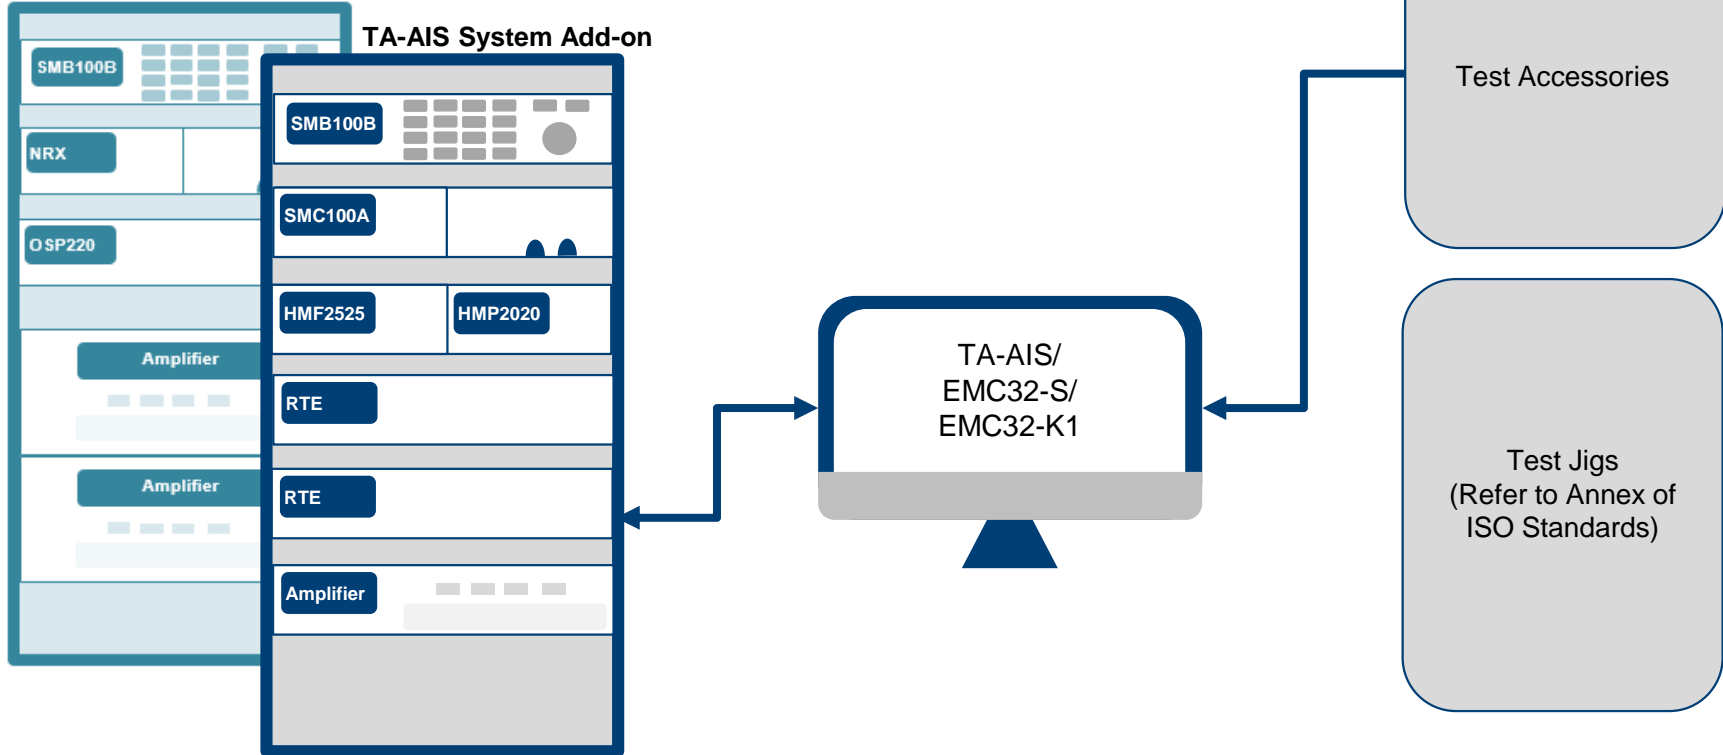 TA-AIS System Add-on
SMB100B
NRX
OSP220
Amplifier
Amplifier
SMB100B
SMC100A
HMF2525
HMP2020
RTE
RTE
Amplifier
TA-AIS/
EMC32-S/
EMC32-K1
Test Accessories
Test Jigs
(Refer to Annex of
ISO Standards)